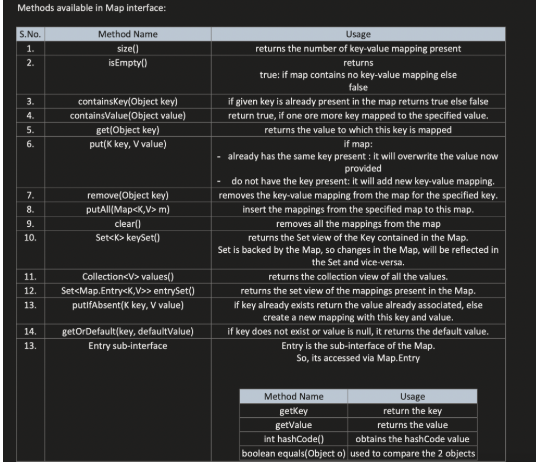 Methods available in Map interface:
S.No. Method Name Usage
1. size() returns the number of key-value mapping present
2. isEmpty() returns
true: if map contains no key-value mapping else
false
3. containsKey(Object key) if given key is already present in the map returns true else false
4. containsValue(Object value) return true, if one ore more key mapped to the specified value.
5. get(Object key) returns the value to which this key is mapped
6. put(K key, V value) if map:
- already has the same key present : it will overwrite the value now
provided
- do not have the key present: it will add new key-value mapping.
7. remove(Object key) removes the key-value mapping from the map for the specified key.
8. putAll(Map<K,V> m) insert the mappings from the specified map to this map.
9. clear() removes all the mappings from the map
10. Set<K> keySet() returns the Set view of the Key contained in the Map.
Set is backed by the Map, so changes in the Map, will be reflected in
the Set and vice-versa.
11. Collection<V> values() returns the collection view of all the values.
12. Set<Map.Entry<K,V>> entrySet() returns the set view of the mappings present in the Map.
13. putIfAbsent(K key, V value) if key already exists return the value already associated, else
create a new mapping with this key and value.
14. getOrDefault(key, defaultValue) if key does not exist or value is null, it returns the default value.
13. Entry sub-interface Entry is the sub-interface of the Map.
So, its accessed via Map.Entry
Method Name Usage
getKey return the key
getValue returns the value
int hashCode() obtains the hashCode value
boolean equals(Object o) used to compare the 2 objects